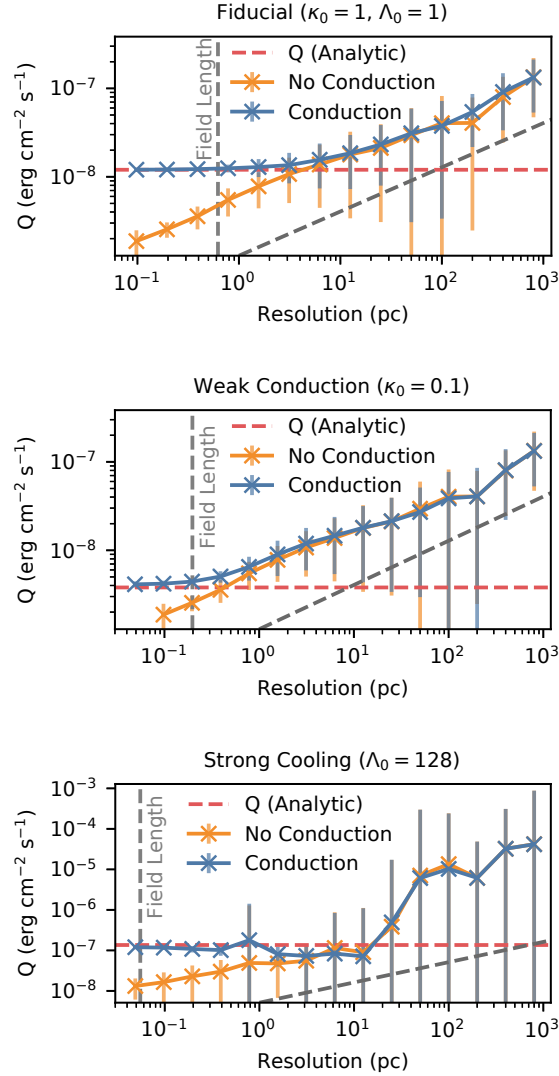 Fiducial (κ₀ = 1, Λ₀ = 1)
Q (erg cm⁻² s⁻¹)
10⁻⁷
10⁻⁸
Field Length
Q (Analytic)
No Conduction
Conduction
10⁻¹ 10⁰ 10¹ 10² 10³
Resolution (pc)
Weak Conduction (κ₀ = 0.1)
Q (erg cm⁻² s⁻¹)
10⁻⁷
10⁻⁸
Field Length
Q (Analytic)
No Conduction
Conduction
10⁻¹ 10⁰ 10¹ 10² 10³
Resolution (pc)
Strong Cooling (Λ₀ = 128)
Q (erg cm⁻² s⁻¹)
10⁻³
10⁻⁴
10⁻⁵
10⁻⁶
10⁻⁷
10⁻⁸
Field Length
Q (Analytic)
No Conduction
Conduction
10⁻¹ 10⁰ 10¹ 10² 10³
Resolution (pc)